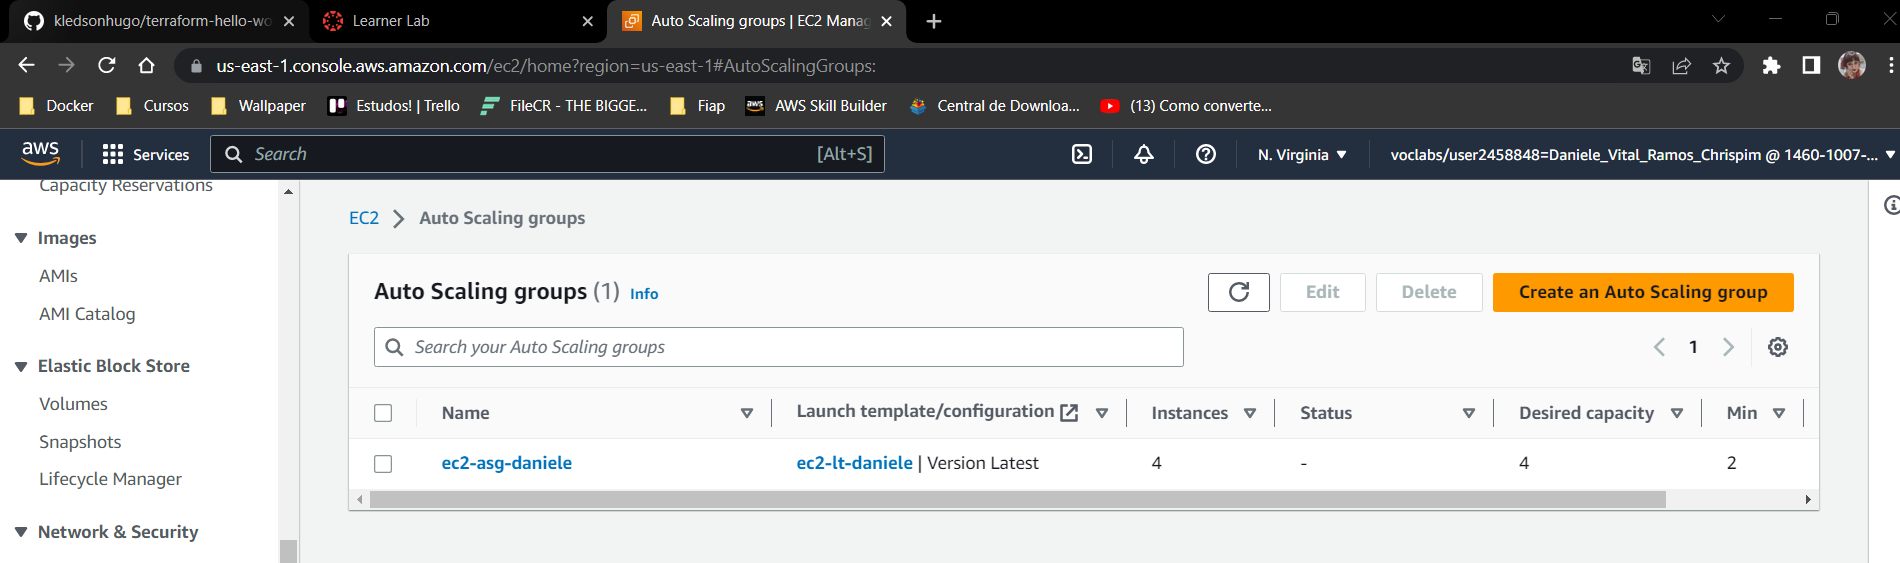 kledsonhugo/terraform-hello-wo
Learner Lab
Auto Scaling groups | EC2 Manag
us-east-1.console.aws.amazon.com/ec2/home?region=us-east-1#AutoScalingGroups:
Docker
Cursos
Wallpaper
Estudos! | Trello
FileCR - THE BIGGE...
Fiap
aws
AWS Skill Builder
Central de Downloa...
(13) Como converte...
aws
Services
Search
[Alt+S]
N. Virginia
voclabs/user2458848=Daniele_Vital_Ramos_Chrispim @ 1460-1007-...
Capacity Reservations
Images
AMIs
AMI Catalog
Elastic Block Store
Volumes
Snapshots
Lifecycle Manager
Network & Security
EC2 > Auto Scaling groups
Auto Scaling groups (1) Info
Edit
Delete
Create an Auto Scaling group
Search your Auto Scaling groups
1
Name
Launch template/configuration
Instances
Status
Desired capacity
Min
ec2-asg-daniele
ec2-lt-daniele | Version Latest
4
-
4
2